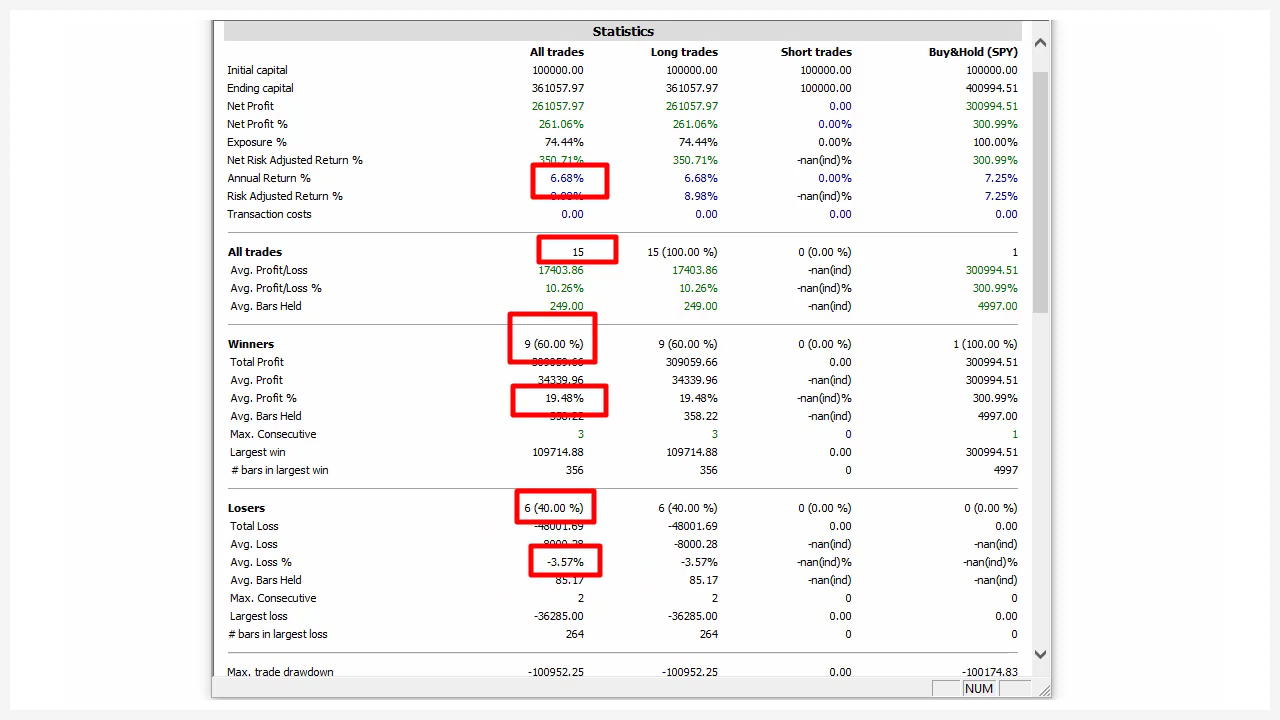 Statistics
All trades Long trades Short trades Buy&Hold (SPY)
Initial capital 100000.00 100000.00 100000.00 100000.00
Ending capital 361057.97 361057.97 100000.00 400994.51
Net Profit 261057.97 261057.97 0.00 300994.51
Net Profit % 261.06% 261.06% 0.00% 300.99%
Exposure % 74.44% 74.44% 0.00% 100.00%
Net Risk Adjusted Return % 350.71% 350.71% -nan(ind)% 300.99%
Annual Return % 6.68% 6.68% 0.00% 7.25%
Risk Adjusted Return % 8.98% -nan(ind)% 7.25%
Transaction costs 0.00 0.00 0.00 0.00
All trades 15 15 (100.00 %) 0 (0.00 %) 1
Avg. Profit/Loss 17403.86 17403.86 -nan(ind) 300994.51
Avg. Profit/Loss % 10.26% 10.26% -nan(ind)% 300.99%
Avg. Bars Held 249.00 249.00 -nan(ind) 4997.00
Winners 9 (60.00 %) 9 (60.00 %) 0 (0.00 %) 1 (100.00 %)
Total Profit 309059.66 309059.66 0.00 300994.51
Avg. Profit 34339.96 34339.96 -nan(ind) 300994.51
Avg. Profit % 19.48% 19.48% -nan(ind)% 300.99%
Avg. Bars Held 358.22 358.22 -nan(ind) 4997.00
Max. Consecutive 3 3 0 1
Largest win 109714.88 109714.88 0.00 300994.51
# bars in largest win 356 356 0 4997
Losers 6 (40.00 %) 6 (40.00 %) 0 (0.00 %) 0 (0.00 %)
Total Loss -48001.69 -48001.69 0.00 0.00
Avg. Loss -8000.28 -8000.28 -nan(ind) -nan(ind)
Avg. Loss % -3.57% -3.57% -nan(ind)% -nan(ind)%
Avg. Bars Held 85.17 85.17 -nan(ind) -nan(ind)
Max. Consecutive 2 2 0 0
Largest loss -36285.00 -36285.00 0.00 0.00
# bars in largest loss 264 264 0 0
Max. trade drawdown -100952.25 -100952.25 0.00 -100174.83
NUM